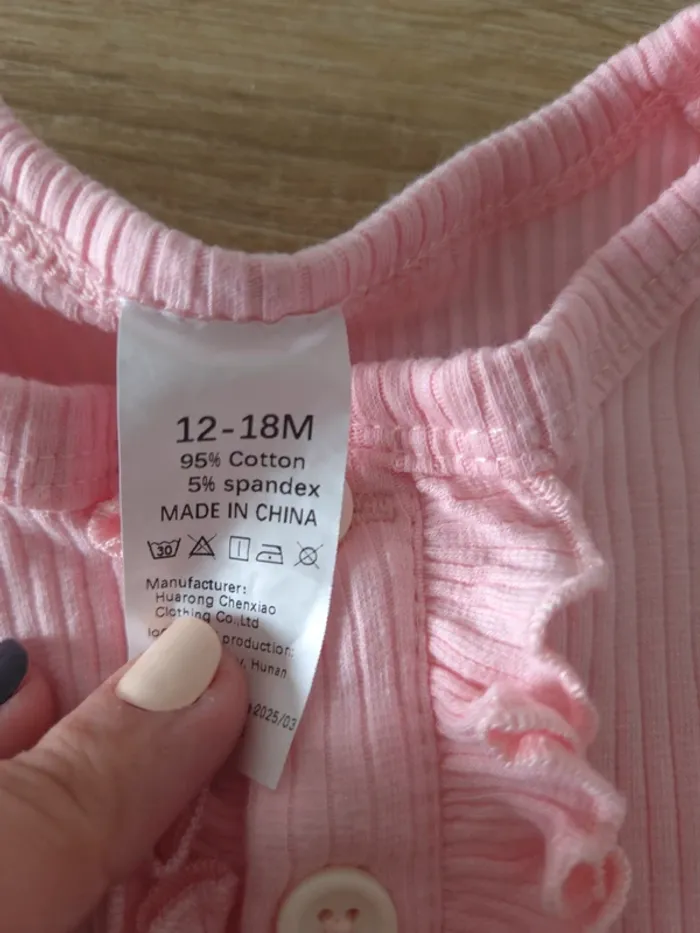 12-18M
95% Cotton
5% spandex
MADE IN CHINA
30
Manufacturer:
Huarong Chenxiao
Clothing Co.,Ltd
production:
Hunan
2025/03